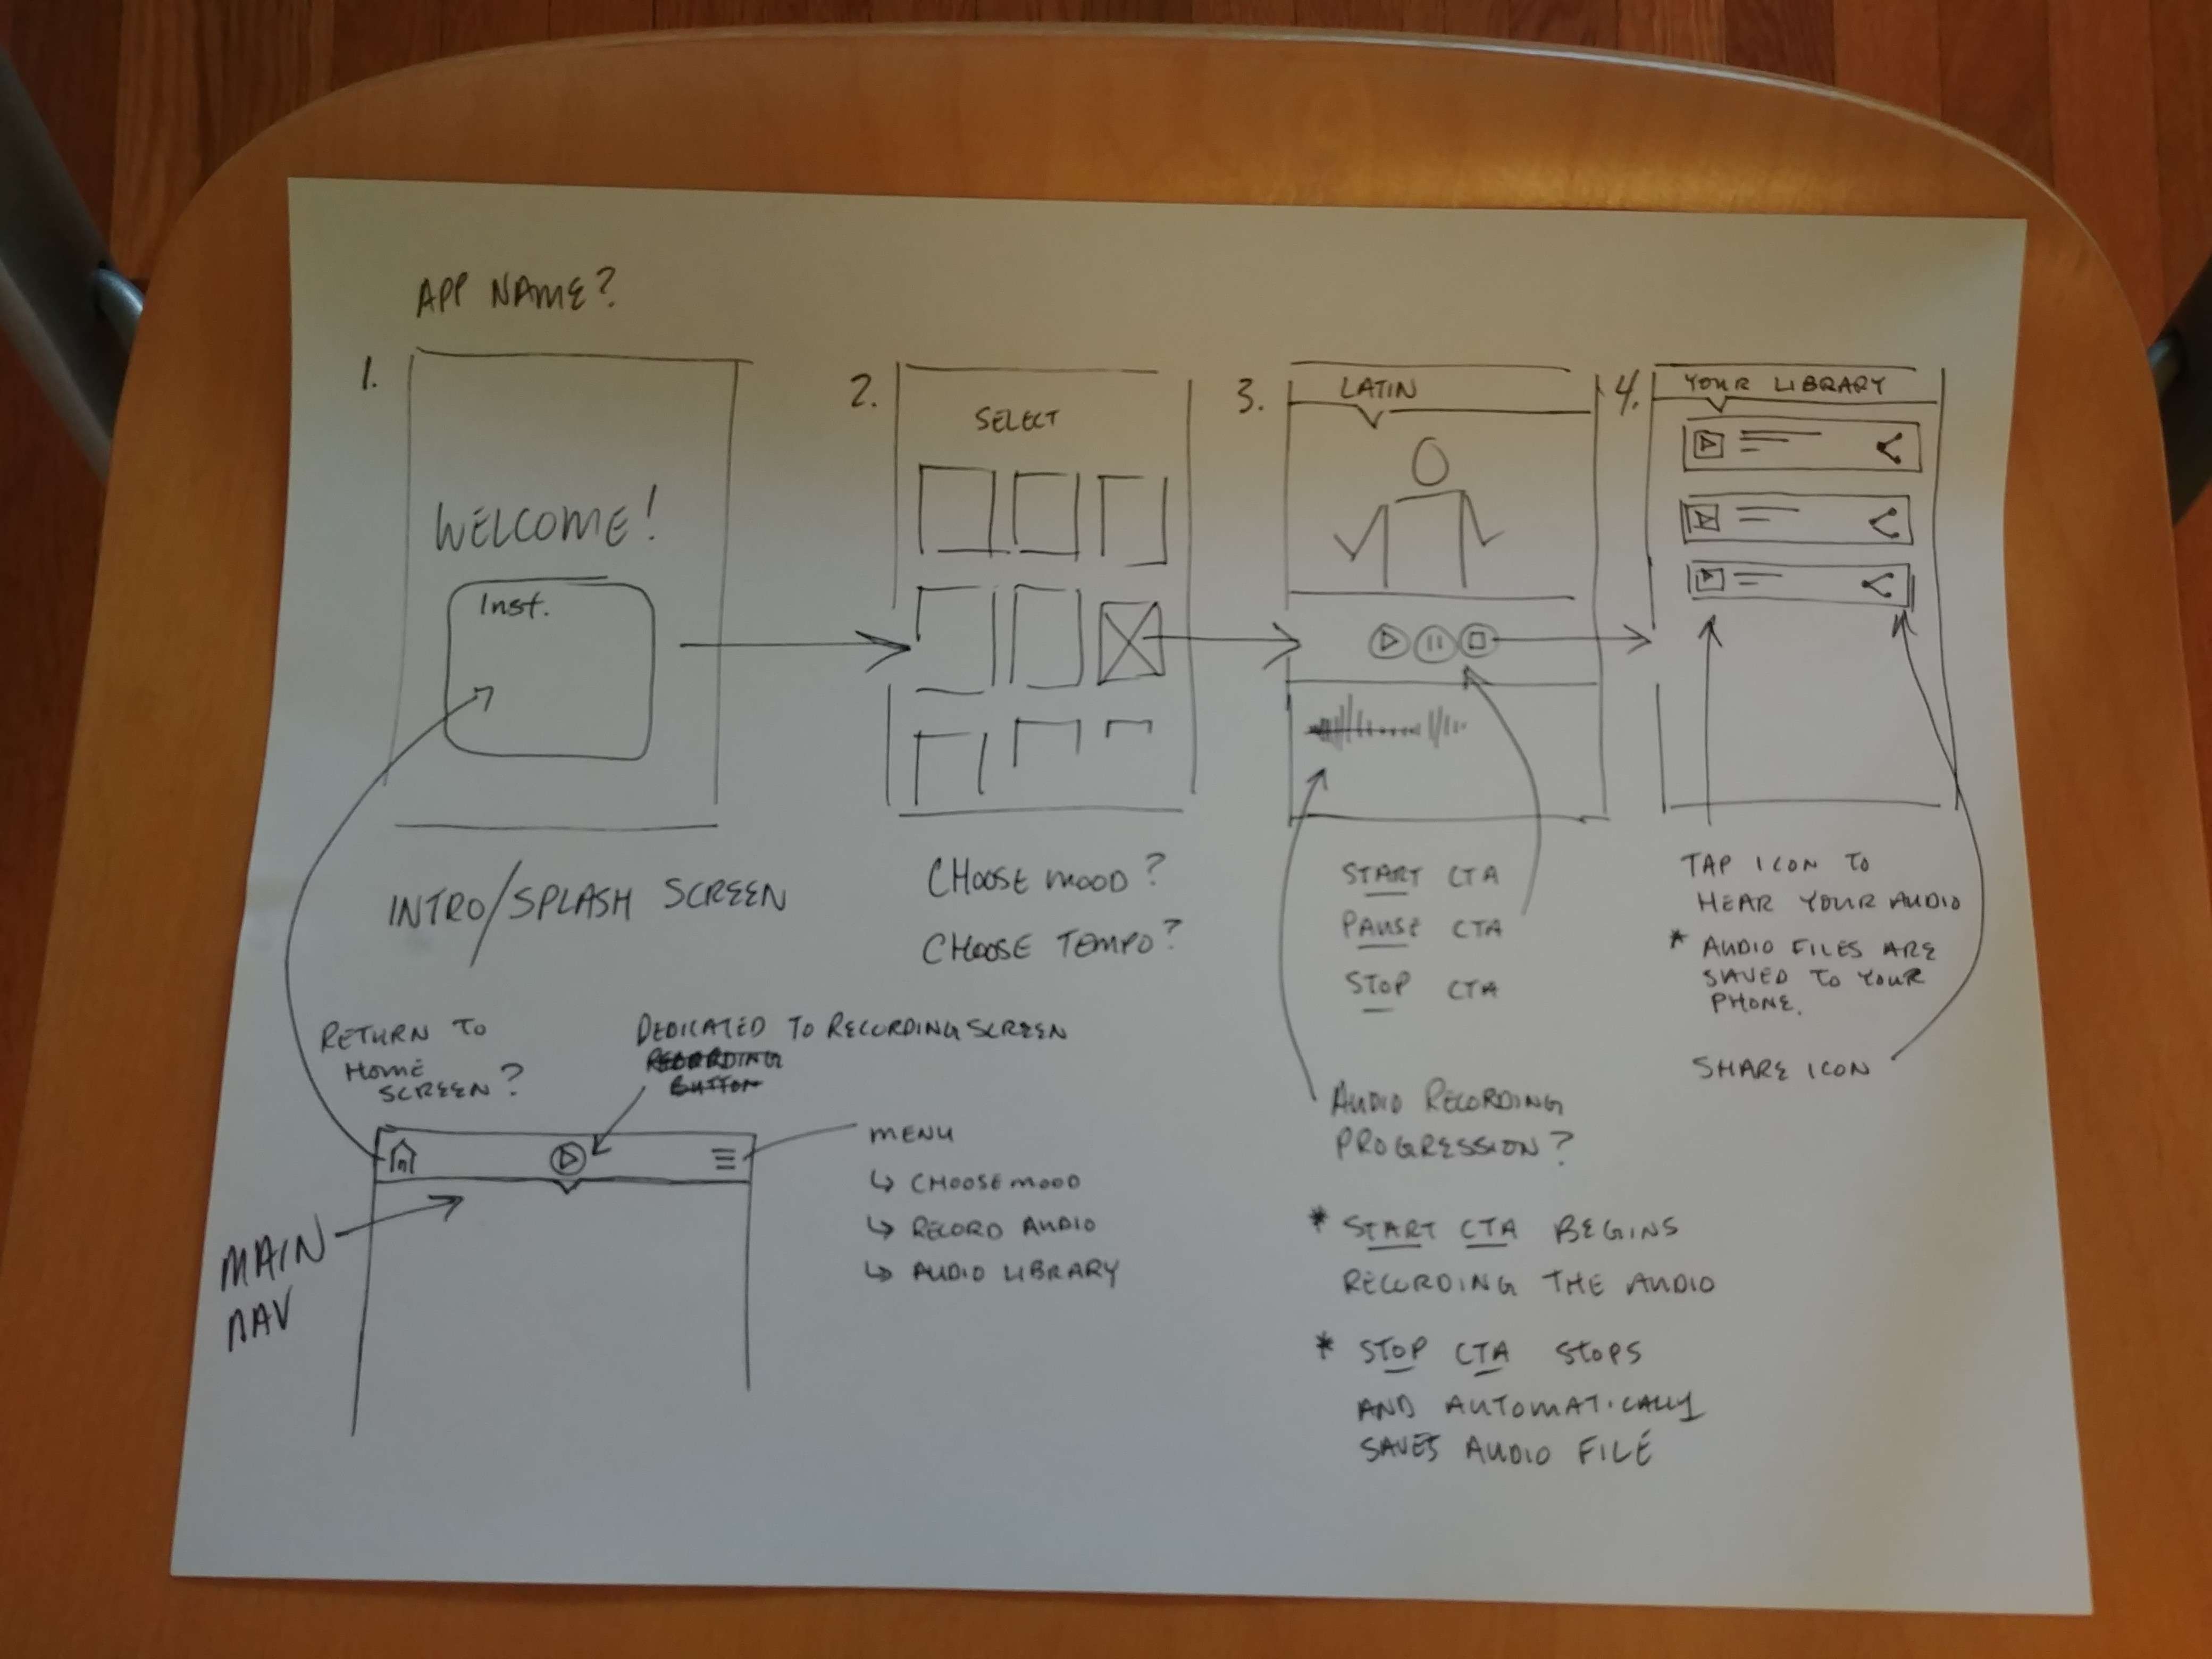 APP NAME?
1.
WELCOME!
Inst.
INTRO/SPLASH SCREEN
2.
SELECT
CHOOSE MOOD?
CHOOSE TEMPO?
3.
LATIN
START CTA
PAUSE CTA
STOP CTA
AUDIO RECORDING
PROGRESSION?
* START CTA BEGINS
RECORDING THE AUDIO
* STOP CTA STOPS
AND AUTOMATICALLY
SAVES AUDIO FILE
4.
YOUR LIBRARY
TAP ICON TO
HEAR YOUR AUDIO
* AUDIO FILES ARE
SAVED TO YOUR
PHONE.
SHARE ICON
RETURN TO
HOME
SCREEN?
DEDICATED TO RECORDING SCREEN
RECORDING
BUTTON
MENU
↳ CHOOSE MOOD
↳ RECORD AUDIO
↳ AUDIO LIBRARY
MAIN
NAV